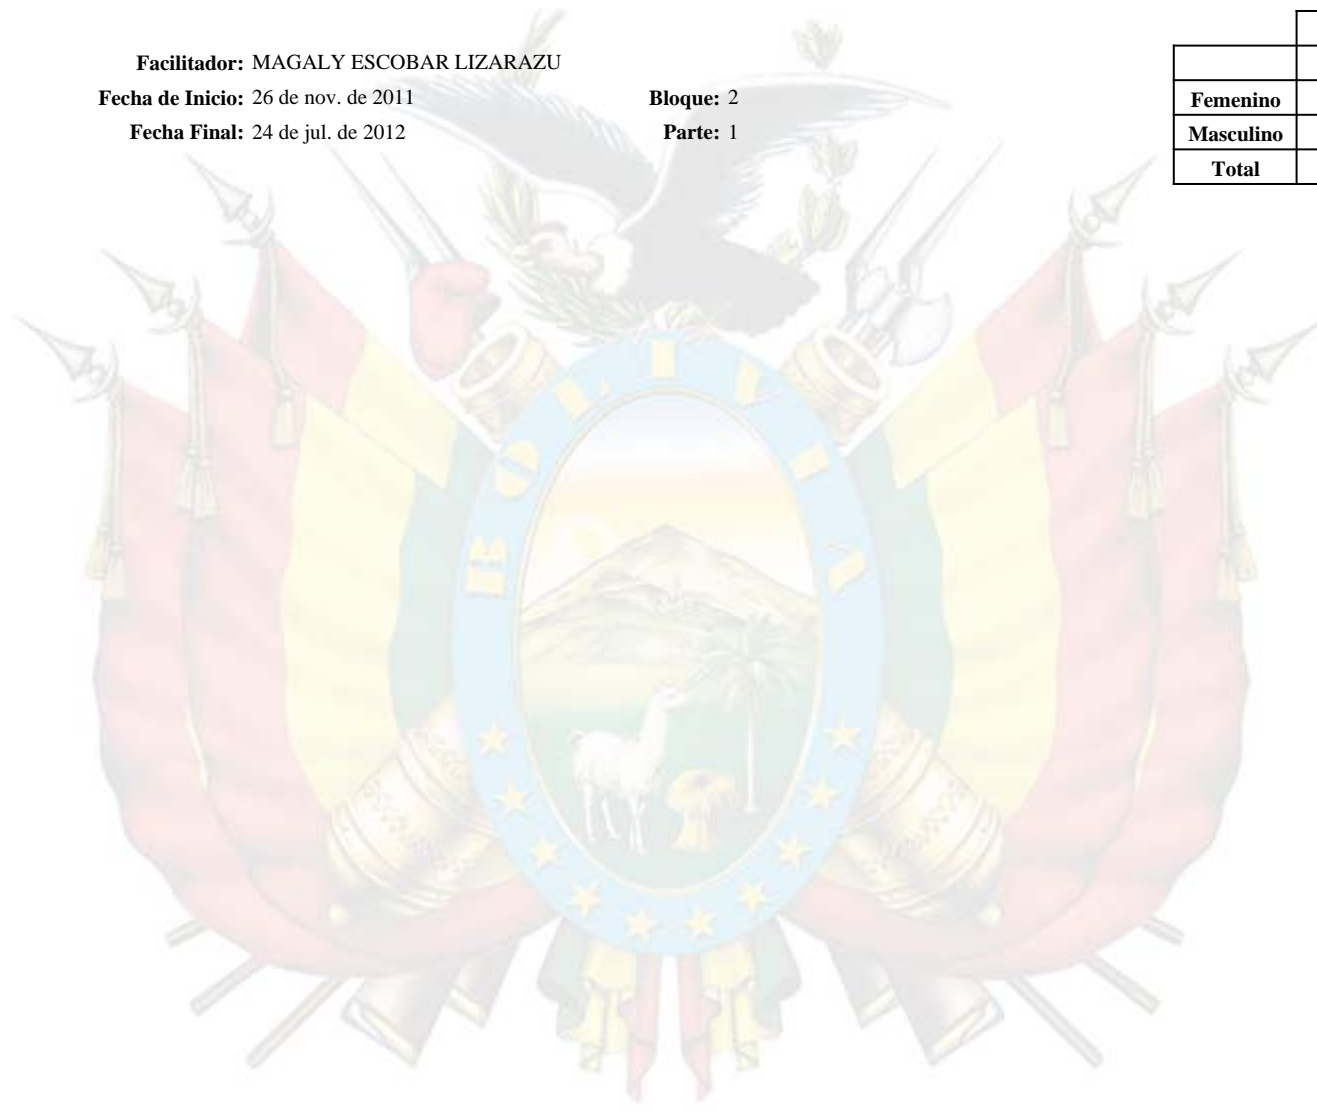 Facilitador: MAGALY ESCOBAR LIZARAZU
Fecha de Inicio: 26 de nov. de 2011 Bloque: 2
Fecha Final: 24 de jul. de 2012 Parte: 1
Femenino
Masculino
Total
BOLIVIA